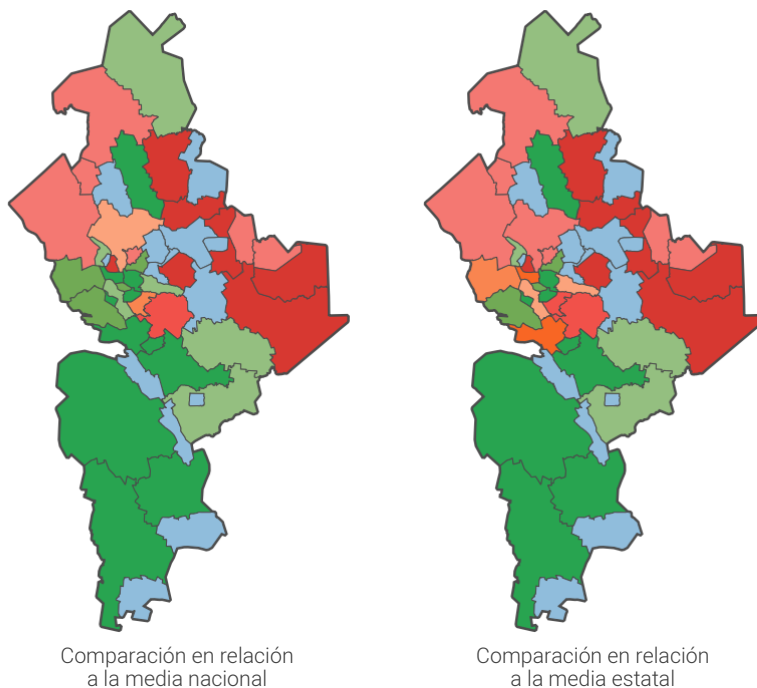 Comparación en relación
a la media nacional
Comparación en relación
a la media estatal